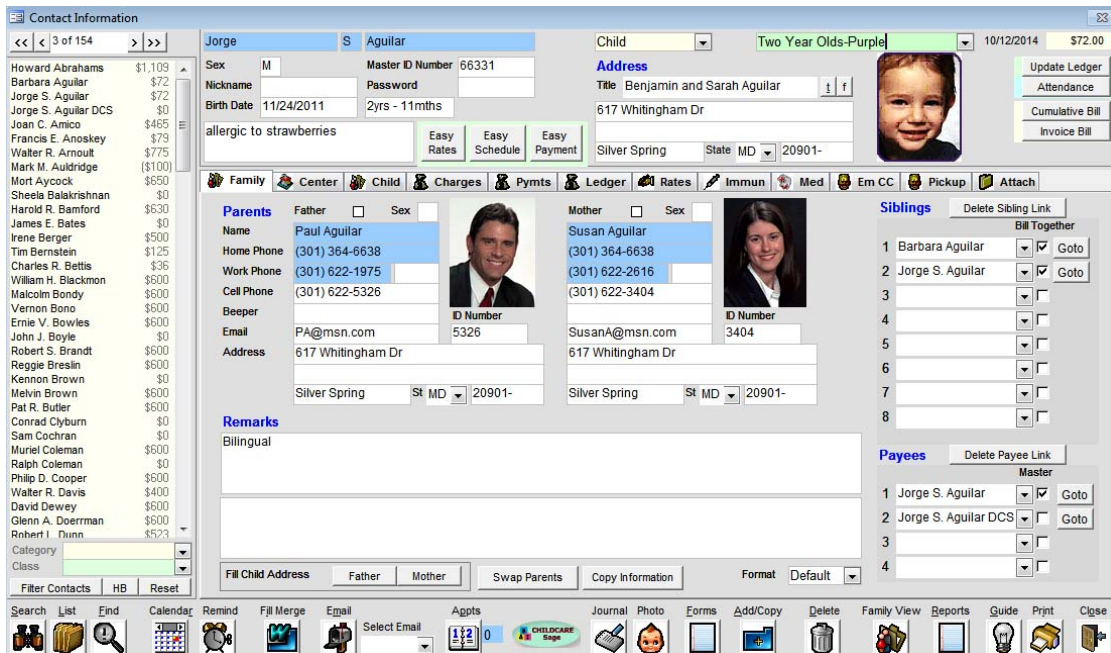 Contact Information
<< < 3 of 154 > >>
Howard Abrahams $1,109
Barbara Aguilar $72
Jorge S. Aguilar $72
Jorge S. Aguilar DCS $0
Joan C. Amico $465
Francis E. Anoskey $79
Walter R. Arnoult $775
Mark M. Auldridge ($100)
Mort Aycock $650
Sheela Balakrishnan $0
Harold R. Bamford $630
James E. Bates $0
Irene Berger $500
Tim Bernstein $125
Charles R. Bettis $36
William H. Blackmon $600
Malcolm Bondy $600
Vernon Bono $600
Ernie V. Bowles $600
John J. Boyle $0
Robert S. Brandt $600
Reggie Breslin $600
Kennon Brown $0
Melvin Brown $600
Pat R. Butler $600
Conrad Clyburn $0
Sam Cochran $0
Muriel Coleman $600
Ralph Coleman $0
Philip D. Cooper $600
Walter R. Davis $400
David Dewey $600
Glenn A. Doerrman $600
Robert L. Dunn $523
Category
Class
Filter Contacts HB Reset
Jorge S Aguilar Child Two Year Olds-Purple 10/12/2014 $72.00
Sex M Master ID Number 66331
Nickname Password
Birth Date 11/24/2011 2yrs - 11mths
allergic to strawberries
Easy Rates Easy Schedule Easy Payment
Address
Title Benjamin and Sarah Aguilar t f
617 Whitingham Dr
Silver Spring State MD 20901-
Update Ledger
Attendance
Cumulative Bill
Invoice Bill
Family Center Child Charges Pymts Ledger Rates Immun Med Em CC Pickup Attach
Parents Father Sex Mother Sex
Name Paul Aguilar Susan Aguilar
Home Phone (301) 364-6638 (301) 364-6638
Work Phone (301) 622-1975 (301) 622-2616
Cell Phone (301) 622-5326 (301) 622-3404
Beeper ID Number ID Number
Email PA@msn.com 5326 SusanA@msn.com 3404
Address 617 Whitingham Dr 617 Whitingham Dr
Silver Spring St MD 20901- Silver Spring St MD 20901-
Remarks
Bilingual
Fill Child Address Father Mother Swap Parents Copy Information Format Default
Siblings Delete Sibling Link
Bill Together
1 Barbara Aguilar Goto
2 Jorge S. Aguilar Goto
3
4
5
6
7
8
Payees Delete Payee Link
Master
1 Jorge S. Aguilar Goto
2 Jorge S. Aguilar DCS Goto
3
4
Search List Find Calendar Remind Fill Merge Email Appts Journal Photo Forms Add/Copy Delete Family View Reports Guide Print Close
Select Email 1 2 0 CHILDCARE Sage